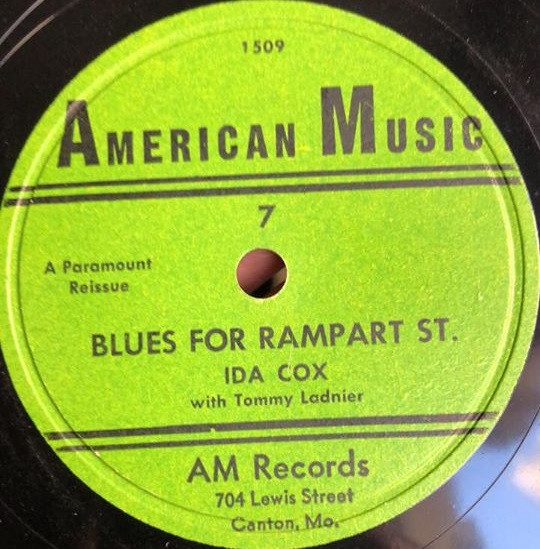 1509
AMERICAN MUSIC
7
A Paramount
Reissue
BLUES FOR RAMPART ST.
IDA COX
with Tommy Ladnier
AM Records
704 Lewis Street
Canton, Mo.